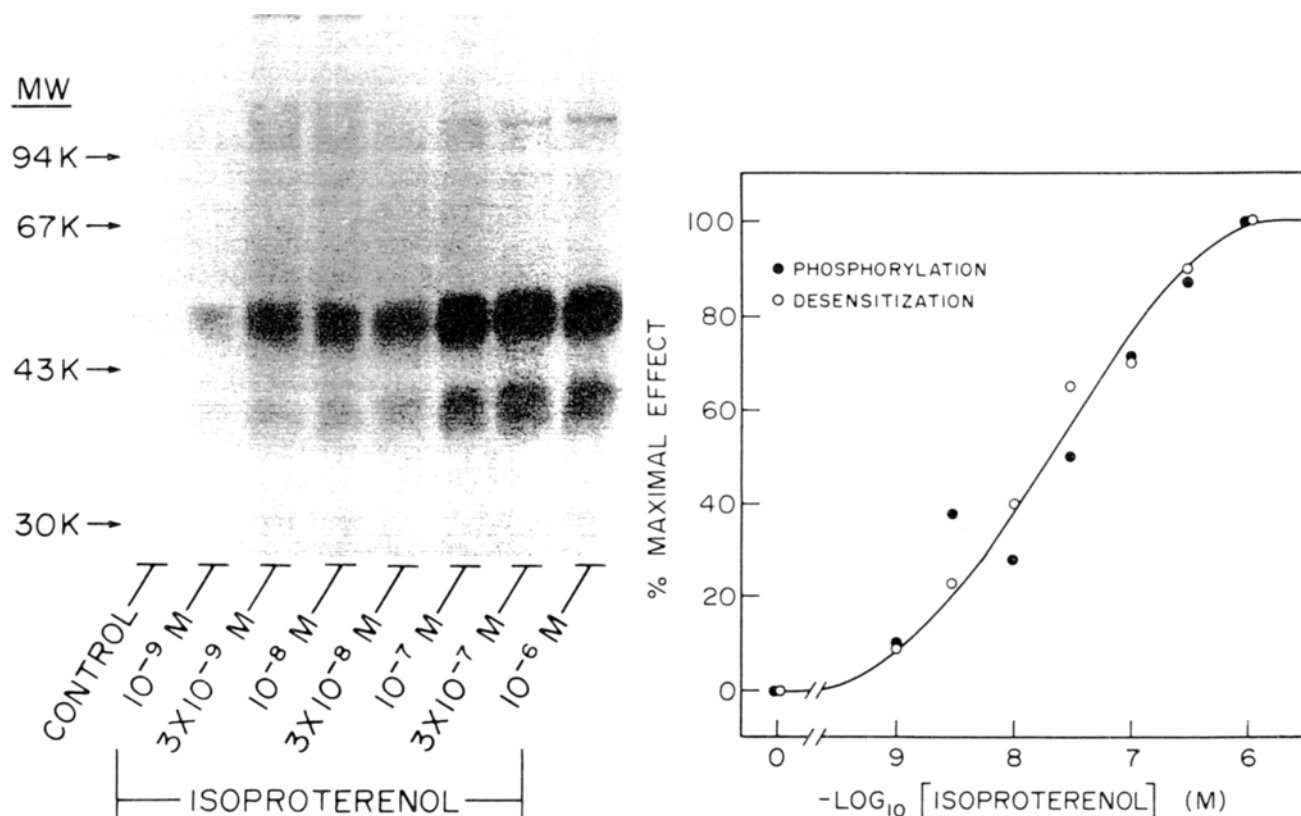 MW
94K→
67K→
43K→
30K→
CONTROL
10⁻⁹ M
3X10⁻⁹ M
10⁻⁸ M
3X10⁻⁸ M
10⁻⁷ M
3X10⁻⁷ M
10⁻⁶ M
ISOPROTERENOL
% MAXIMAL EFFECT
100
80
60
40
20
0
● PHOSPHORYLATION
○ DESENSITIZATION
0 9 8 7 6
-LOG₁₀ [ISOPROTERENOL] (M)